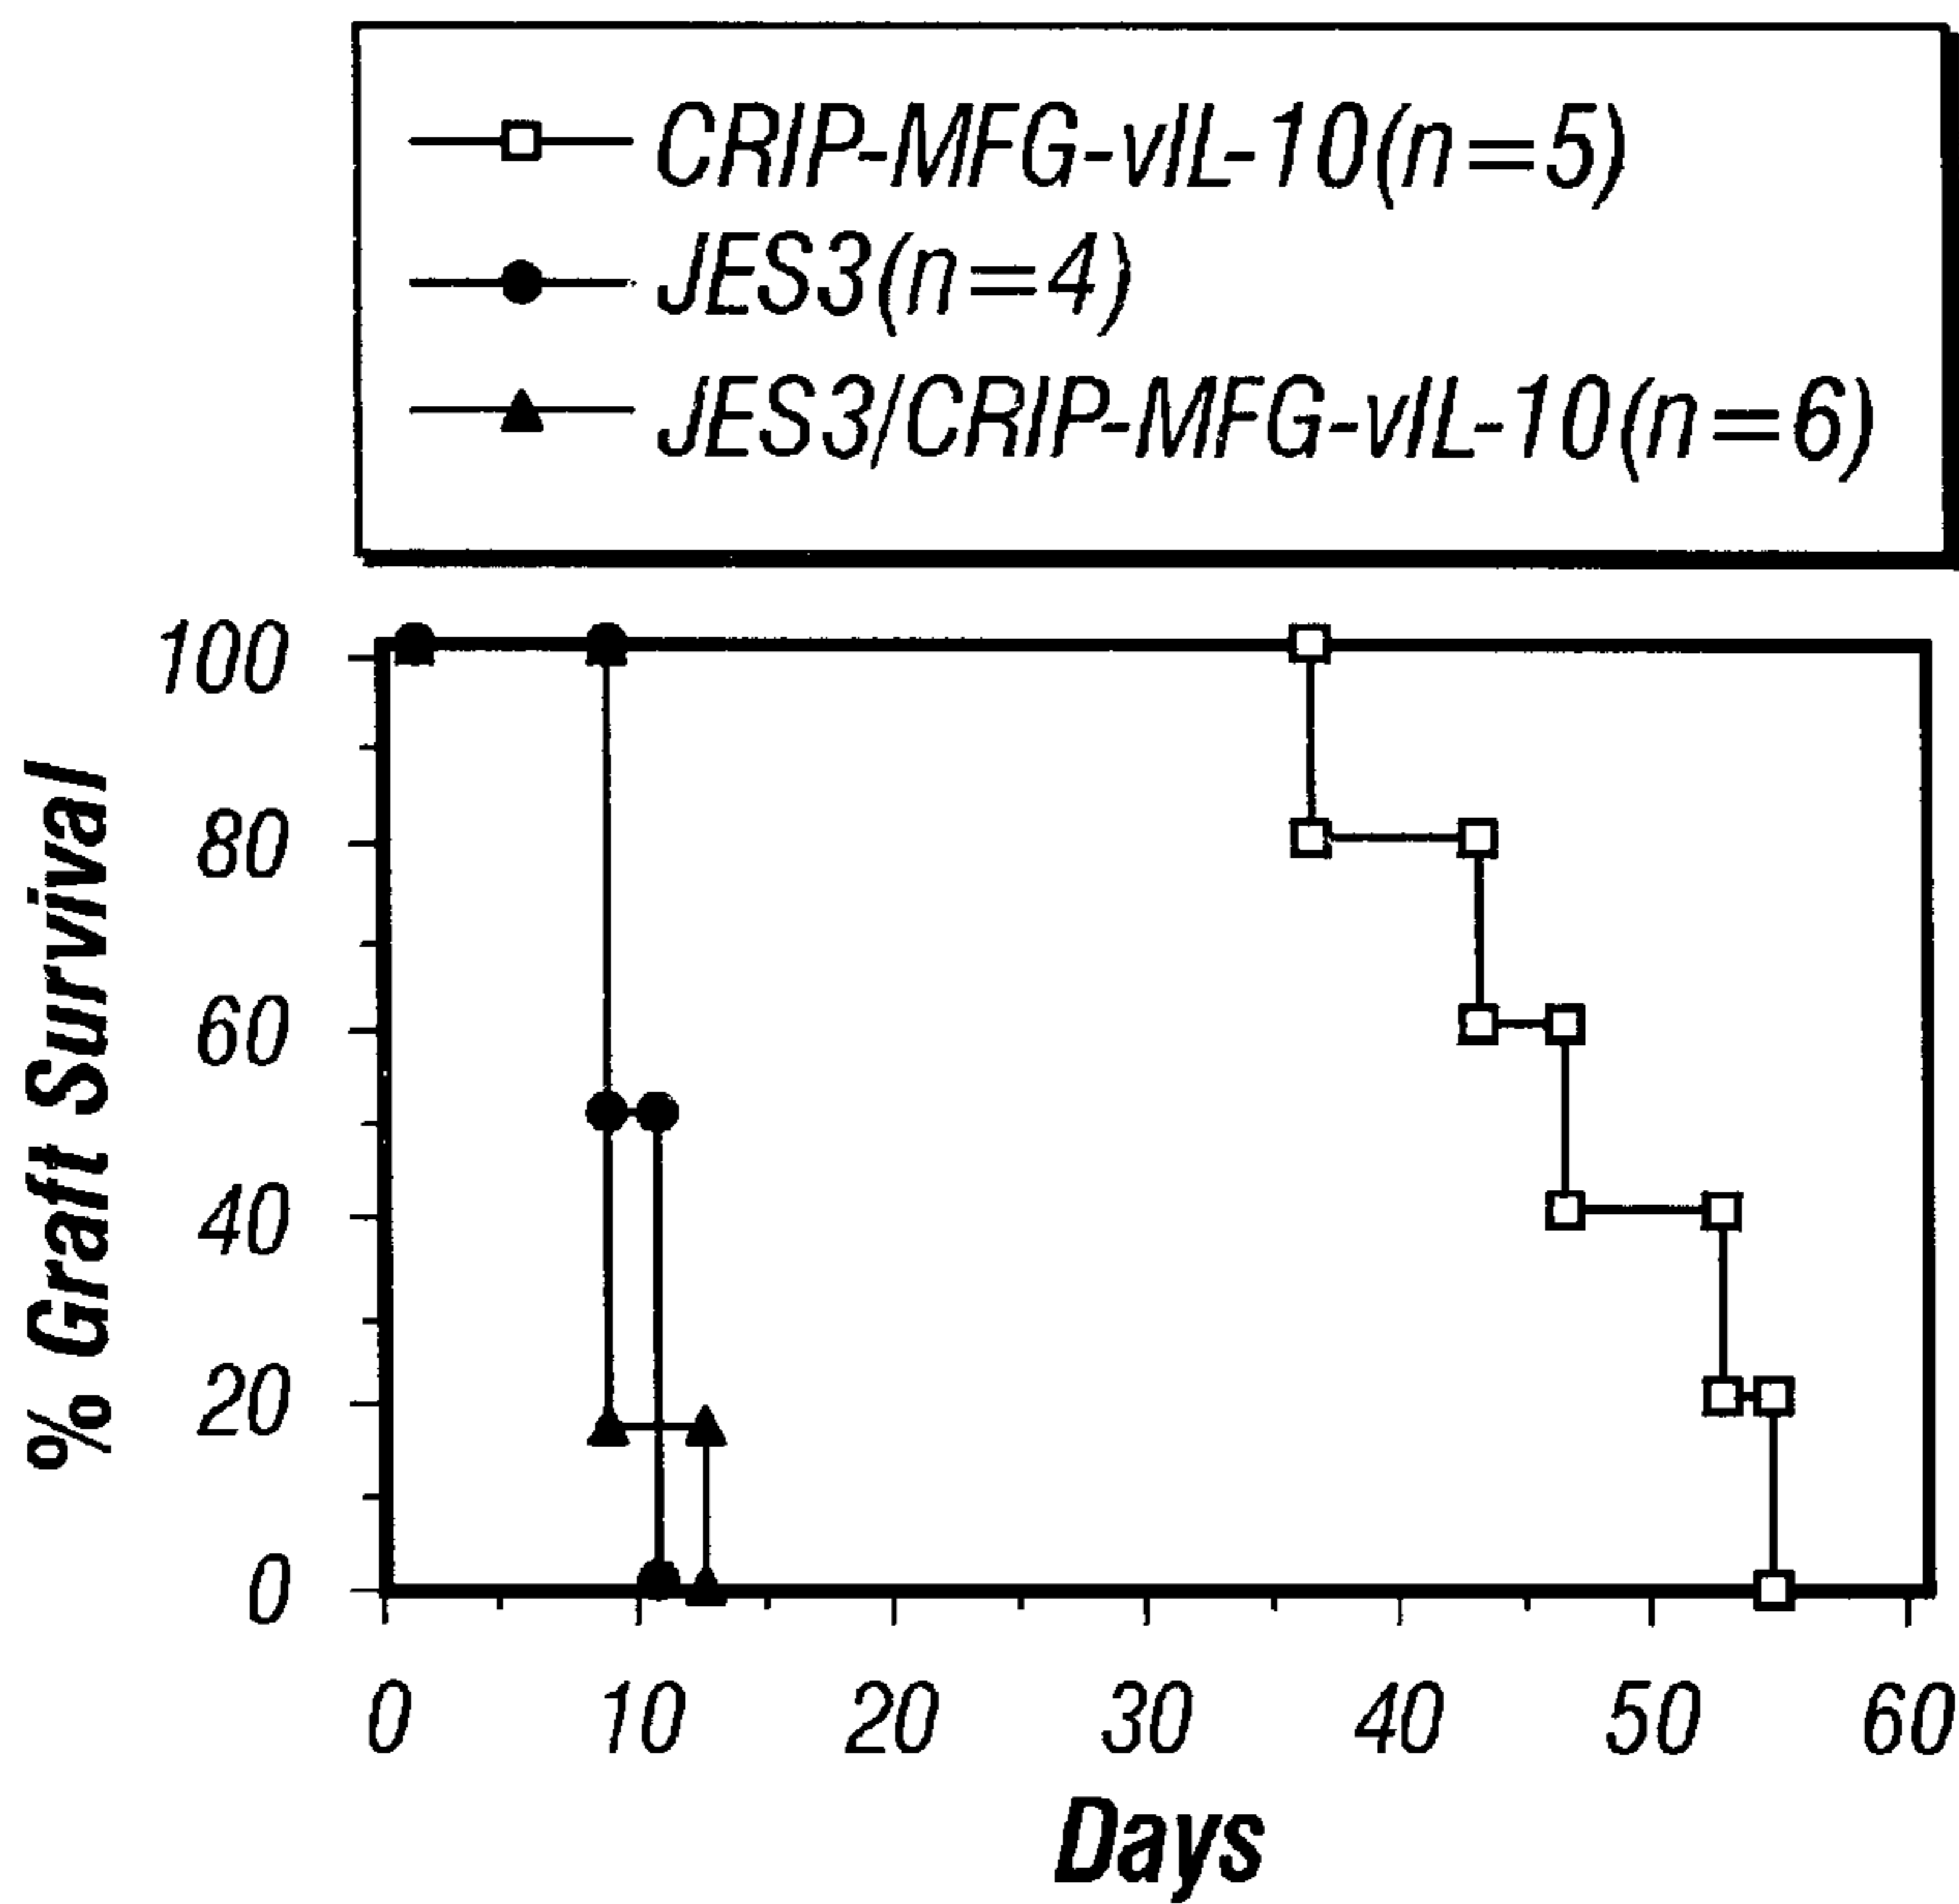 CRIP-MFG-vIL-10(n=5)
JES3(n=4)
JES3/CRIP-MFG-vIL-10(n=6)
% Graft Survival
100
80
60
40
20
0
0 10 20 30 40 50 60
Days